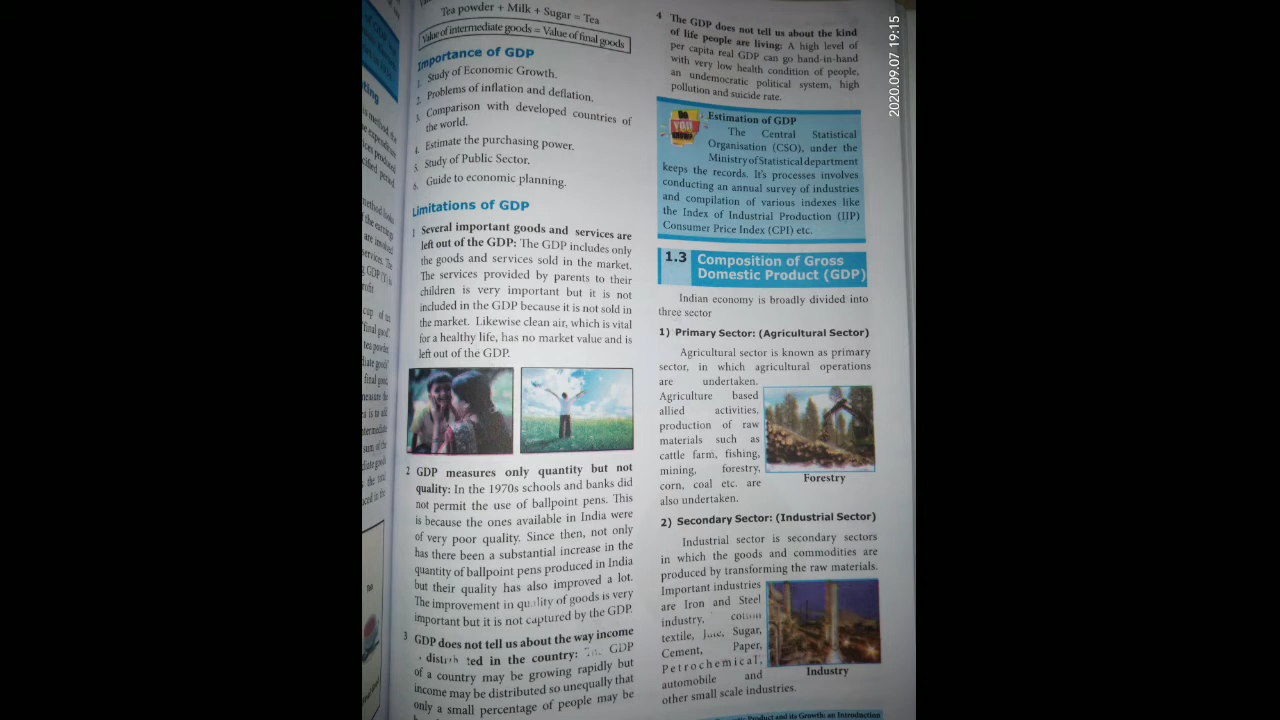 Tea powder + Milk + Sugar = Tea
Value of intermediate goods = Value of final goods
Importance of GDP
1. Study of Economic Growth.
2. Problems of inflation and deflation.
3. Comparison with developed countries of
the world.
4. Estimate the purchasing power.
5. Study of Public Sector.
6. Guide to economic planning.
Limitations of GDP
1 Several important goods and services are
left out of the GDP: The GDP includes only
the goods and services sold in the market.
The services provided by parents to their
children is very important but it is not
included in the GDP because it is not sold in
the market. Likewise clean air, which is vital
for a healthy life, has no market value and is
left out of the GDP.
2 GDP measures only quantity but not
quality: In the 1970s schools and banks did
not permit the use of ballpoint pens. This
is because the ones available in India were
of very poor quality. Since then, not only
has there been a substantial increase in the
quantity of ballpoint pens produced in India
but their quality has also improved a lot.
The improvement in quality of goods is very
important but it is not captured by the GDP.
3 GDP does not tell us about the way income
in the country: GDP
of a country may be growing rapidly but
income may be distributed so unequally that
only a small percentage of people may be
4 The GDP does not tell us about the kind
of life people are living: A high level of
per capita real GDP can go hand-in-hand
with very low health condition of people,
an undemocratic political system, high
pollution and suicide rate.
DO
YOU
KNOW
Estimation of GDP
The Central Statistical
Organisation (CSO), under the
Ministry of Statistical department
keeps the records. It's processes involves
conducting an annual survey of industries
and compilation of various indexes like
the Index of Industrial Production (IIP)
Consumer Price Index (CPI) etc.
1.3 Composition of Gross
Domestic Product (GDP)
Indian economy is broadly divided into
three sector
1) Primary Sector: (Agricultural Sector)
Agricultural sector is known as primary
sector, in which agricultural operations
are undertaken.
Agriculture based
allied activities,
production of raw
materials such as
cattle farm, fishing,
mining, forestry,
corn, coal etc. are
also undertaken.
Forestry
2) Secondary Sector: (Industrial Sector)
Industrial sector is secondary sectors
in which the goods and commodities are
produced by transforming the raw materials.
Important industries
are Iron and Steel
industry, cotton
textile, Jute, Sugar,
Cement, Paper,
Petrochemical,
automobile and
other small scale industries.
Industry
Product and its Growth: an Introduction
2020.09.07 19:15